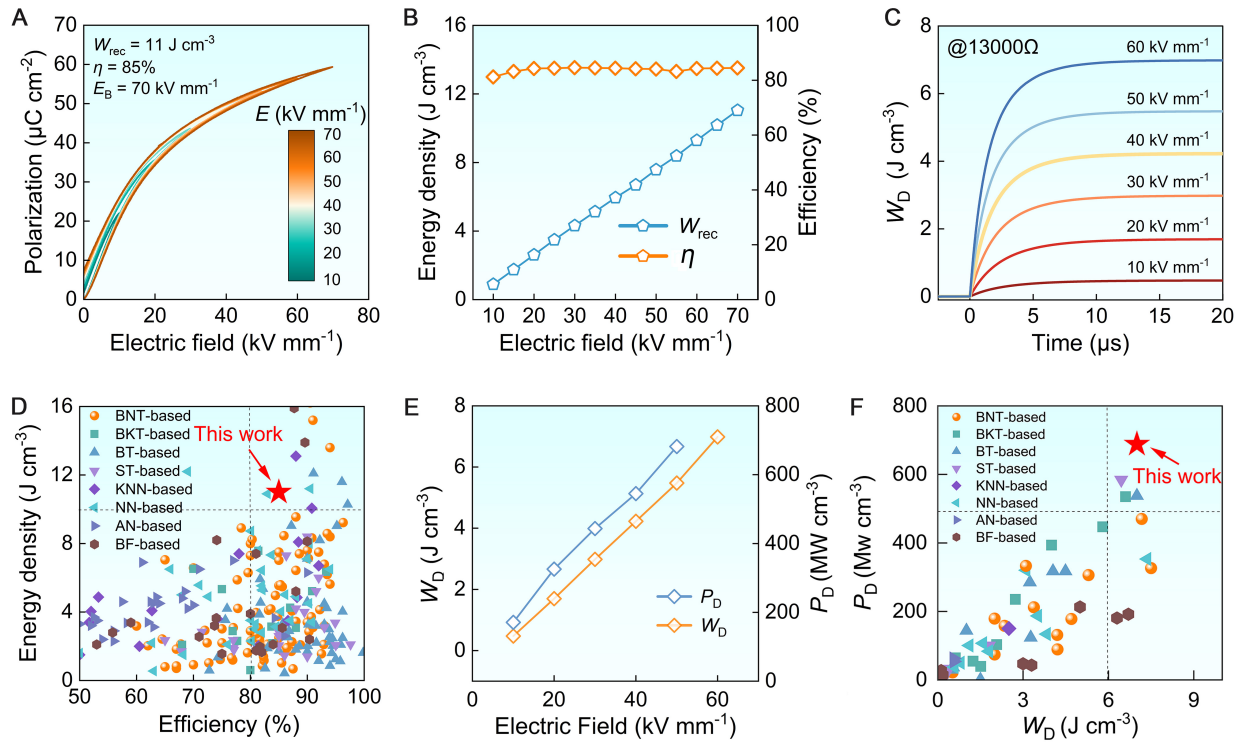 A
70
60
50
40
30
20
10
0
Polarization (μC cm⁻²)
W_rec = 11 J cm⁻³
η = 85%
E_B = 70 kV mm⁻¹
E (kV mm⁻¹)
70
60
50
40
30
20
10
0 20 40 60 80
Electric field (kV mm⁻¹)
B
16
12
8
4
0
Energy density (J cm⁻³)
W_rec
η
100
80
60
40
20
0
Efficiency (%)
10 20 30 40 50 60 70
Electric field (kV mm⁻¹)
C
8
6
4
2
0
W_D (J cm⁻³)
@13000Ω
60 kV mm⁻¹
50 kV mm⁻¹
40 kV mm⁻¹
30 kV mm⁻¹
20 kV mm⁻¹
10 kV mm⁻¹
0 5 10 15 20
Time (μs)
D
16
12
8
4
0
Energy density (J cm⁻³)
BNT-based
BKT-based
BT-based
ST-based
KNN-based
NN-based
AN-based
BF-based
This work
50 60 70 80 90 100
Efficiency (%)
E
8
6
4
2
0
W_D (J cm⁻³)
P_D
W_D
800
600
400
200
0
P_D (MW cm⁻³)
0 20 40 60
Electric Field (kV mm⁻¹)
F
800
600
400
200
0
P_D (Mw cm⁻³)
BNT-based
BKT-based
BT-based
ST-based
KNN-based
NN-based
AN-based
BF-based
This work
0 3 6 9
W_D (J cm⁻³)